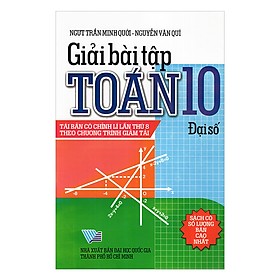 NGƯT TRẦN MINH QUỚI - NGUYỄN VĂN QUÍ
Giải bài tập
TOÁN 10
Đại số
TÁI BẢN CÓ CHỈNH LÍ LẦN THỨ 8
THEO CHƯƠNG TRÌNH GIẢM TẢI
SÁCH CÓ
SỐ LƯỢNG
BÁN CAO
NHẤT
NHÀ XUẤT BẢN ĐẠI HỌC QUỐC GIA
THÀNH PHỐ HỒ CHÍ MINH